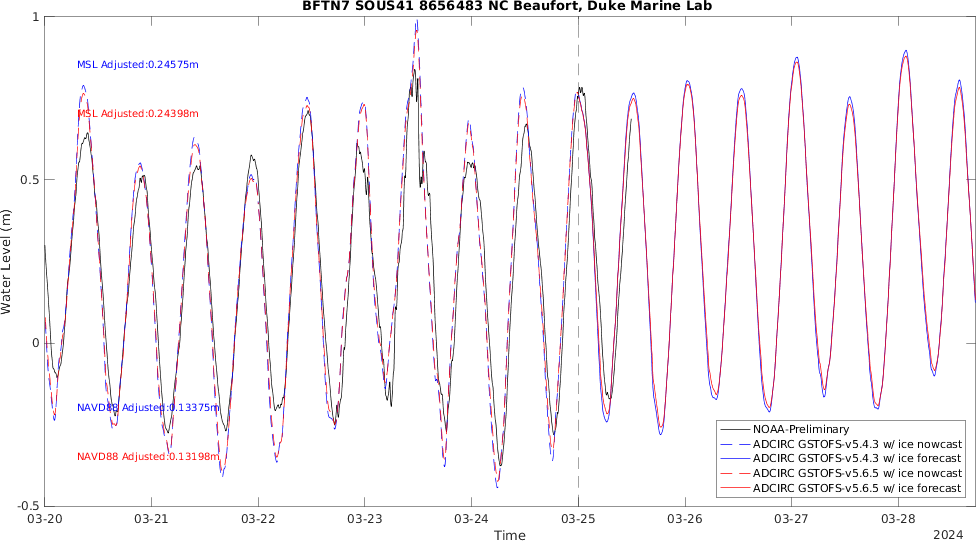 BFTN7 SOUS41 8656483 NC Beaufort, Duke Marine Lab
1
MSL Adjusted:0.24575m
MSL Adjusted:0.24398m
0.5
Water Level (m)
0
NAVD88 Adjusted:0.13375m
NAVD88 Adjusted:0.13198m
-0.5
NOAA-Preliminary
ADCIRC GSTOFS-v5.4.3 w/ ice nowcast
ADCIRC GSTOFS-v5.4.3 w/ ice forecast
ADCIRC GSTOFS-v5.6.5 w/ ice nowcast
ADCIRC GSTOFS-v5.6.5 w/ ice forecast
03-20 03-21 03-22 03-23 03-24 03-25 03-26 03-27 03-28
Time
2024